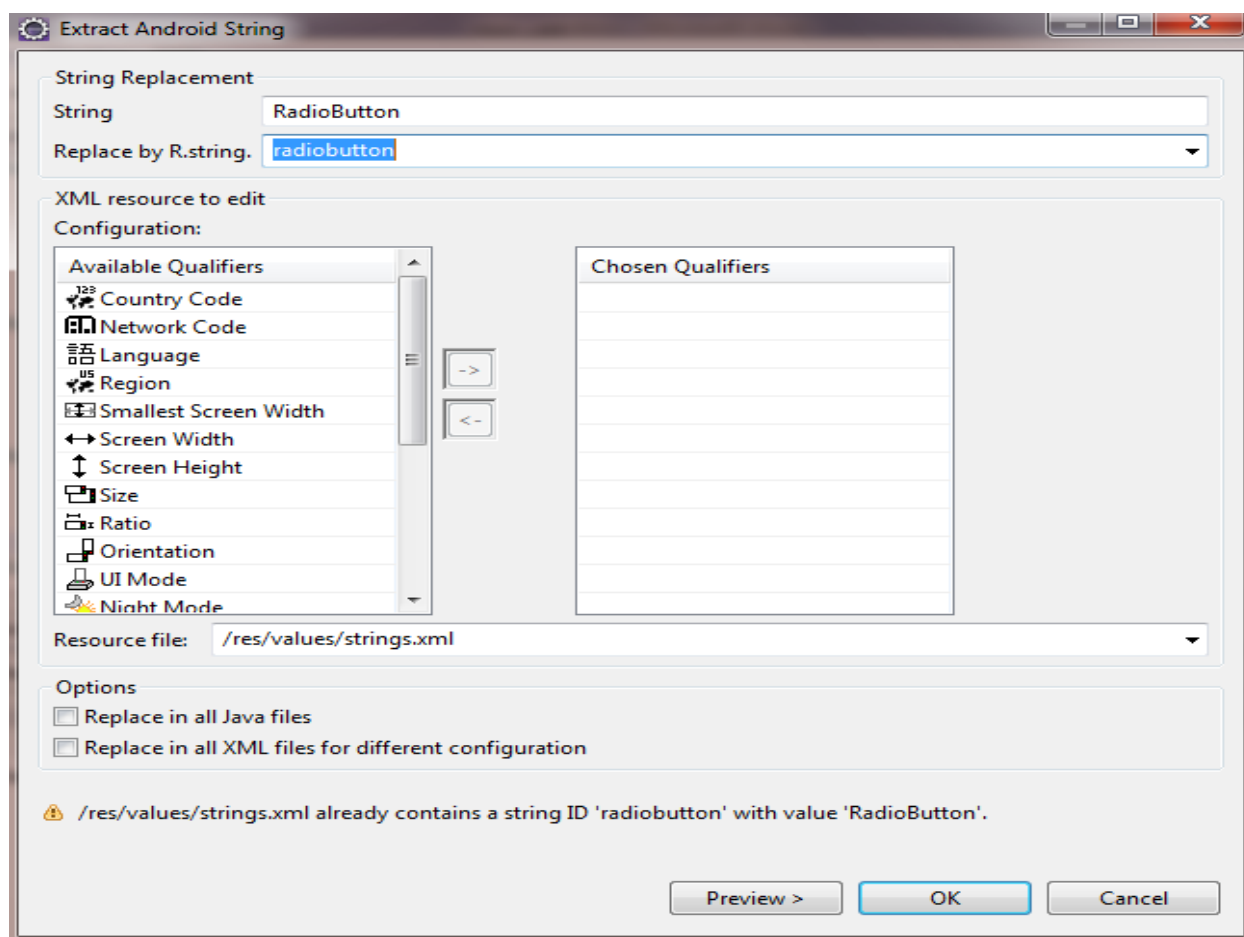 Extract Android String
String Replacement
String RadioButton
Replace by R.string. radiobutton
XML resource to edit
Configuration:
Available Qualifiers
Chosen Qualifiers
123 Country Code
Network Code
語 Language
US Region
Smallest Screen Width
Screen Width
->
Screen Height
<-
Size
Ratio
Orientation
UI Mode
Night Mode
Resource file: /res/values/strings.xml
Options
Replace in all Java files
Replace in all XML files for different configuration
/res/values/strings.xml already contains a string ID 'radiobutton' with value 'RadioButton'.
Preview > OK Cancel